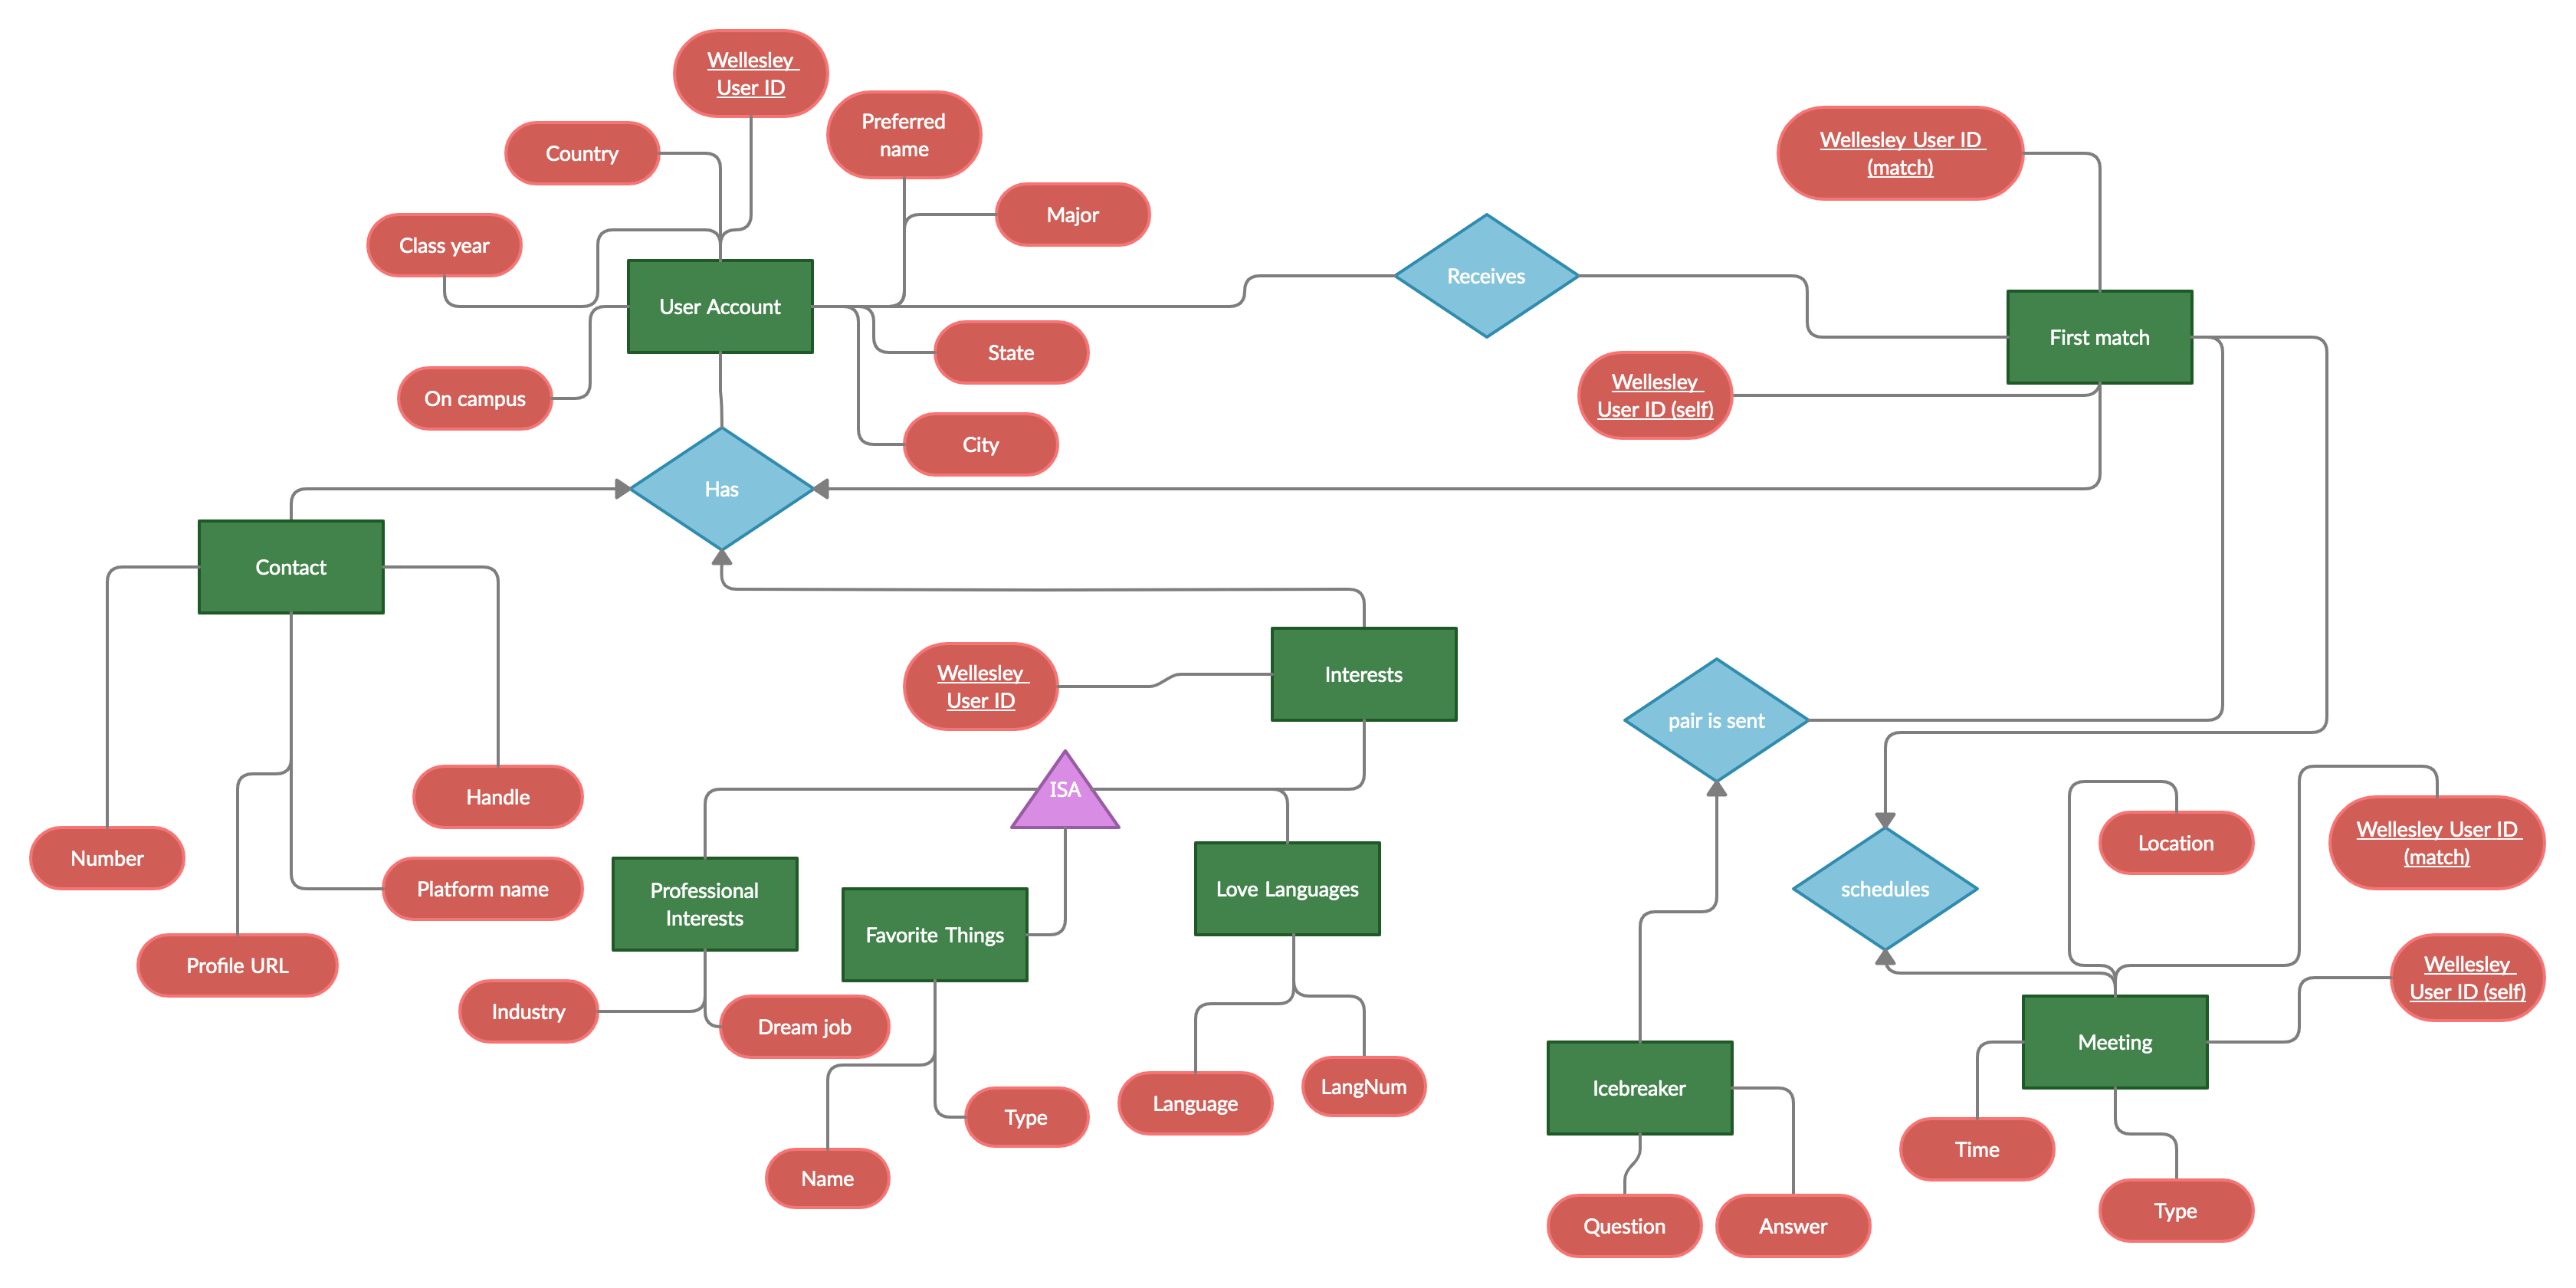 Wellesley
User ID
Preferred
name
Country
Wellesley User ID
(match)
Major
Class year
Receives
User Account
First match
State
Wellesley
User ID (self)
On campus
City
Has
Contact
Wellesley
User ID
Interests
pair is sent
ISA
Handle
Location
Wellesley User ID
(match)
Number
Platform name
Professional
Interests
Love Languages
schedules
Favorite Things
Profile URL
Wellesley
User ID (self)
Industry
Dream job
Meeting
Icebreaker
LangNum
Language
Type
Time
Name
Type
Question
Answer